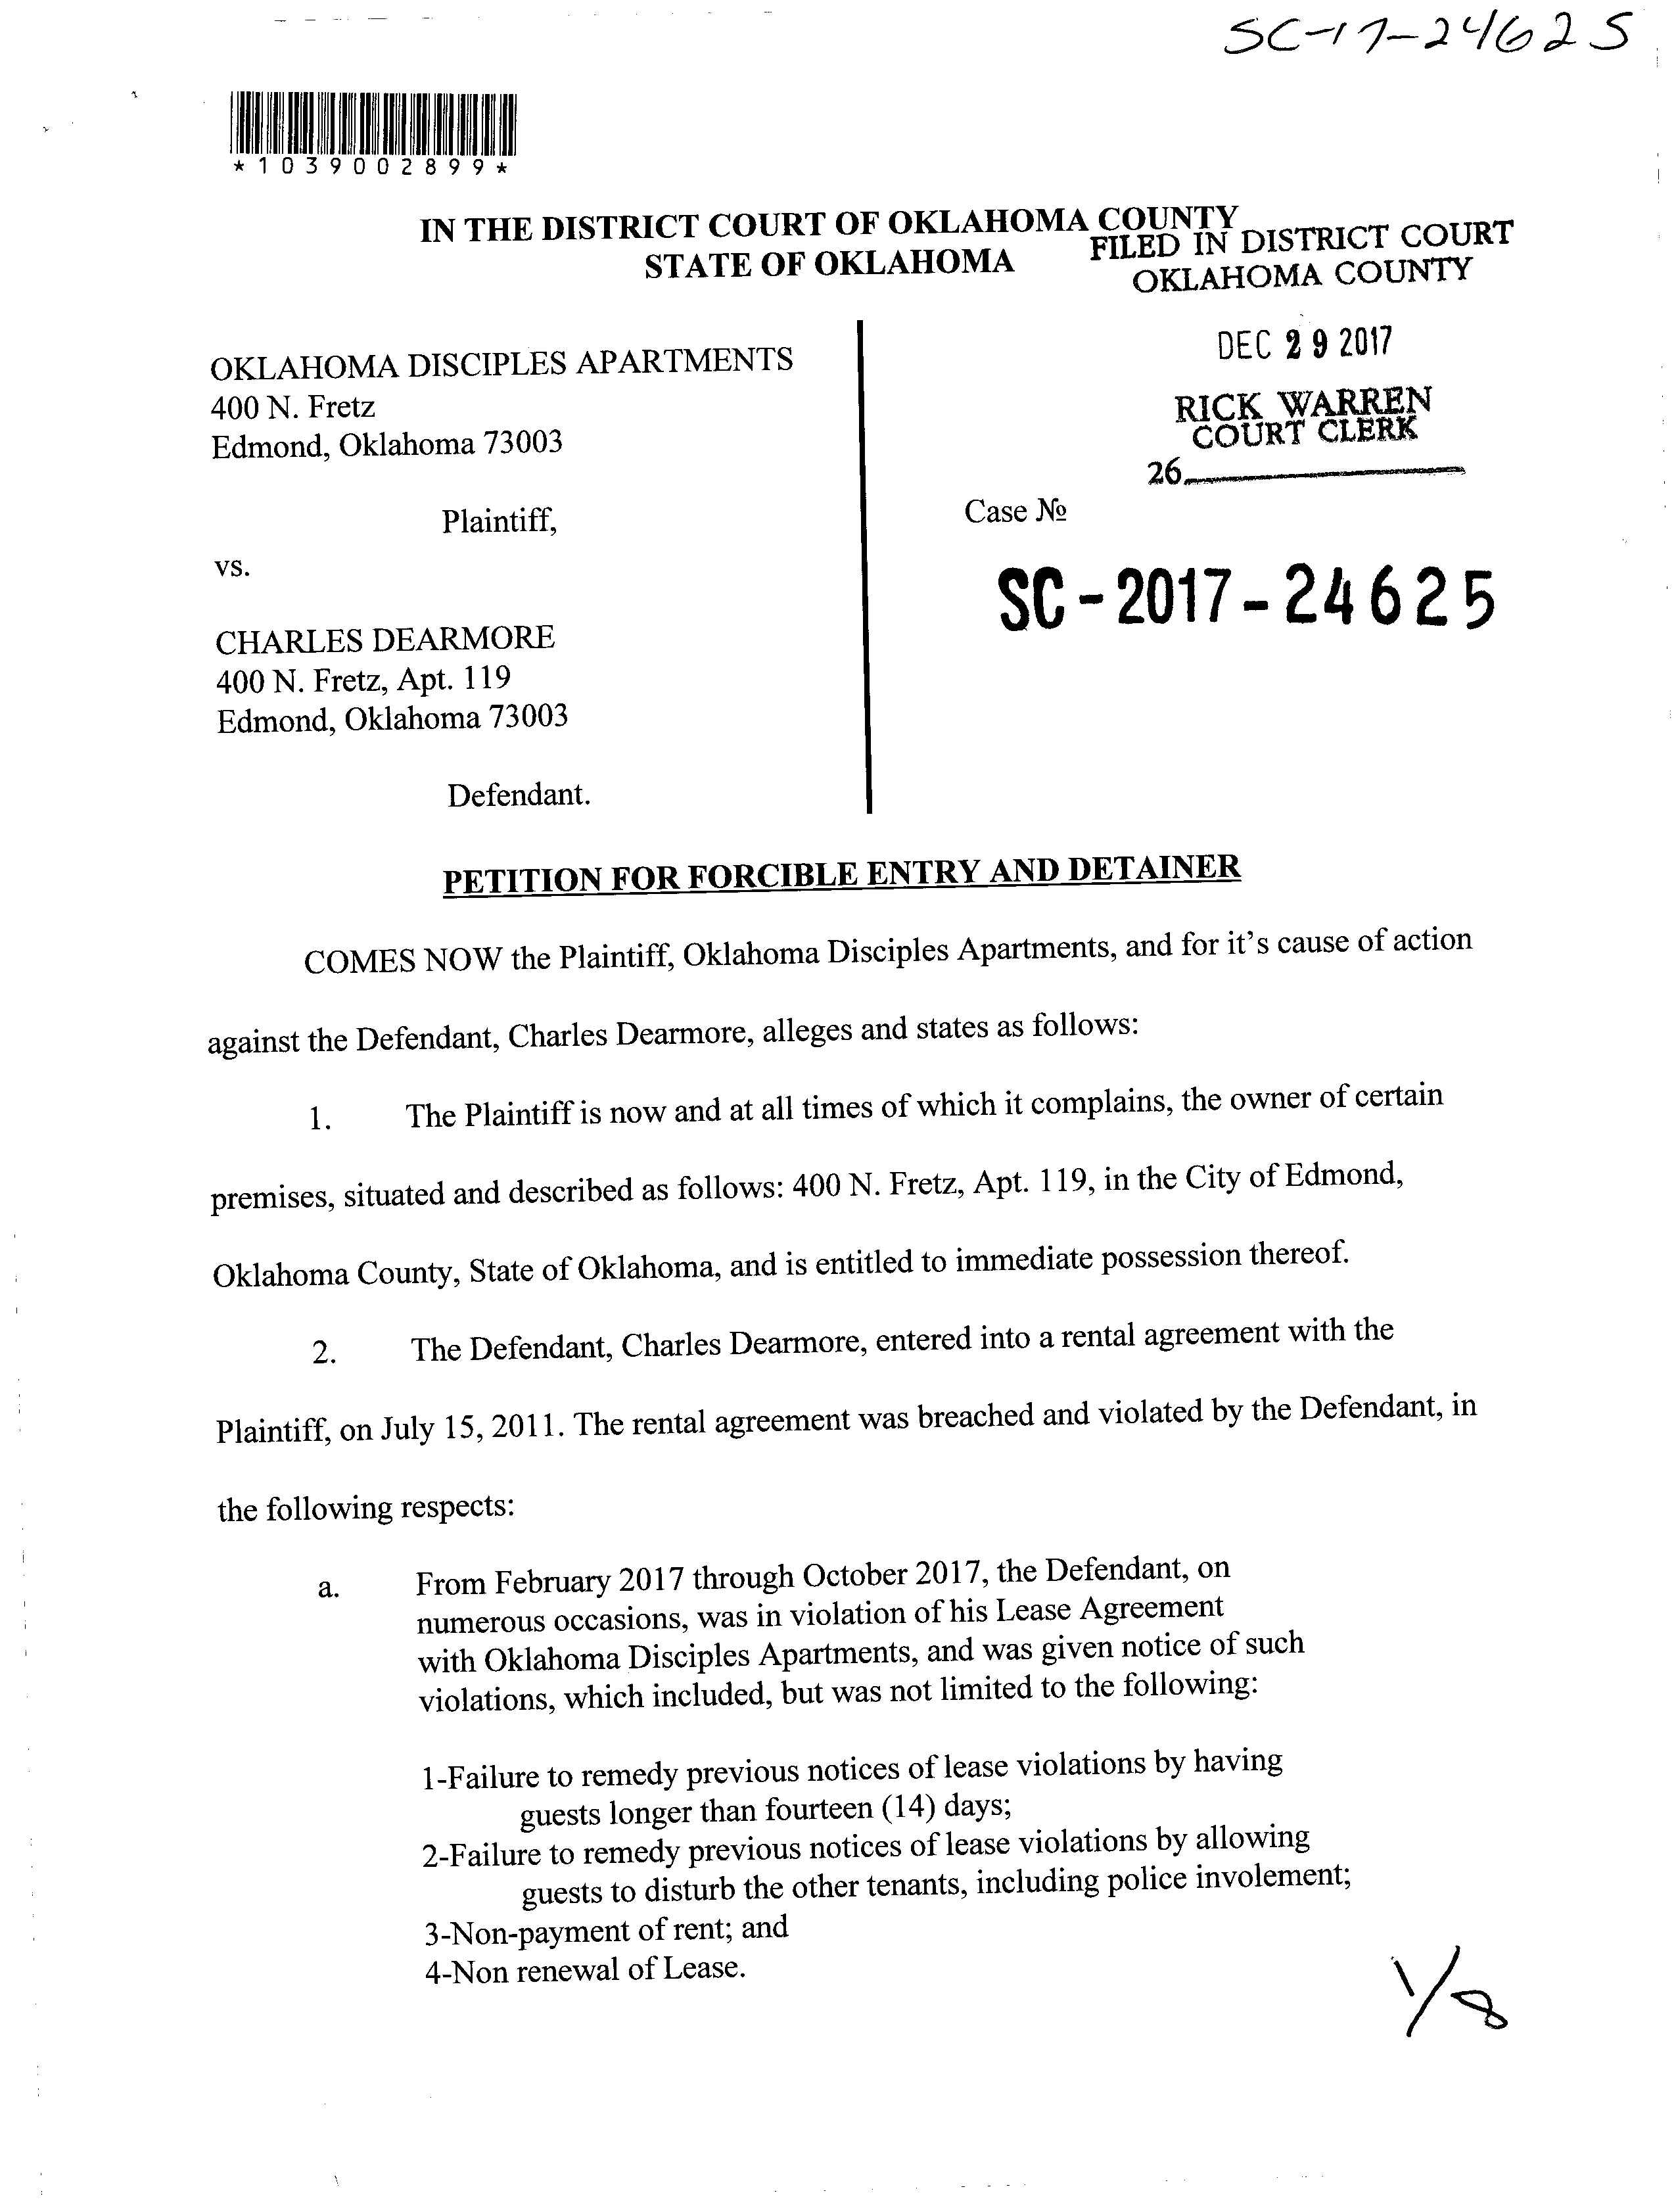 SC-17-24625
*1039002899*
IN THE DISTRICT COURT OF OKLAHOMA COUNTY
STATE OF OKLAHOMA
FILED IN DISTRICT COURT
OKLAHOMA COUNTY
DEC 29 2017
RICK WARREN
COURT CLERK
26
OKLAHOMA DISCIPLES APARTMENTS
400 N. Fretz
Edmond, Oklahoma 73003
Plaintiff,
vs.
CHARLES DEARMORE
400 N. Fretz, Apt. 119
Edmond, Oklahoma 73003
Defendant.
Case №
SC-2017-24625
PETITION FOR FORCIBLE ENTRY AND DETAINER
COMES NOW the Plaintiff, Oklahoma Disciples Apartments, and for it's cause of action
against the Defendant, Charles Dearmore, alleges and states as follows:
1. The Plaintiff is now and at all times of which it complains, the owner of certain
premises, situated and described as follows: 400 N. Fretz, Apt. 119, in the City of Edmond,
Oklahoma County, State of Oklahoma, and is entitled to immediate possession thereof.
2. The Defendant, Charles Dearmore, entered into a rental agreement with the
Plaintiff, on July 15, 2011. The rental agreement was breached and violated by the Defendant, in
the following respects:
a. From February 2017 through October 2017, the Defendant, on
numerous occasions, was in violation of his Lease Agreement
with Oklahoma Disciples Apartments, and was given notice of such
violations, which included, but was not limited to the following:
1-Failure to remedy previous notices of lease violations by having
guests longer than fourteen (14) days;
2-Failure to remedy previous notices of lease violations by allowing
guests to disturb the other tenants, including police involement;
3-Non-payment of rent; and
4-Non renewal of Lease.
1/8